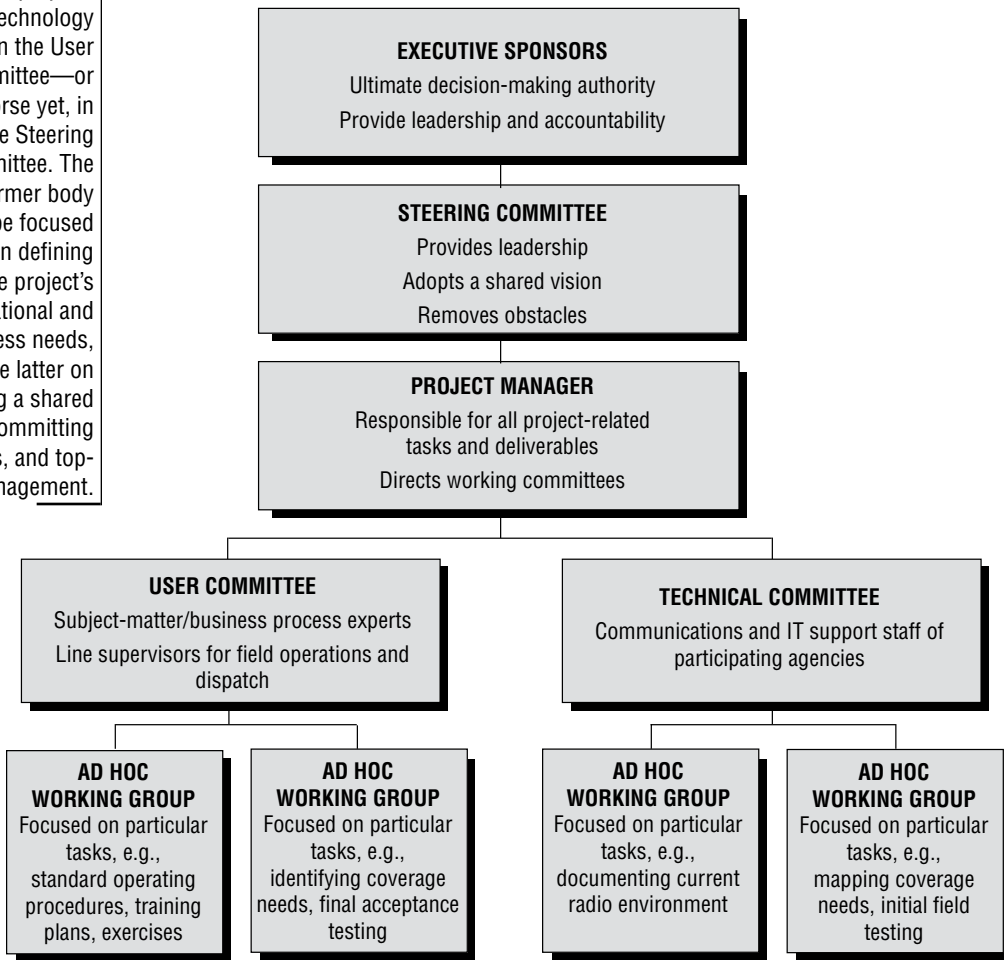 echnology
n the User
mittee—or
rse yet, in
e Steering
mittee. The
rmer body
be focused
n defining
e project's
ational and
ess needs,
e latter on
g a shared
ommitting
s, and top-
nagement.
EXECUTIVE SPONSORS
Ultimate decision-making authority
Provide leadership and accountability
STEERING COMMITTEE
Provides leadership
Adopts a shared vision
Removes obstacles
PROJECT MANAGER
Responsible for all project-related
tasks and deliverables
Directs working committees
USER COMMITTEE
Subject-matter/business process experts
Line supervisors for field operations and
dispatch
TECHNICAL COMMITTEE
Communications and IT support staff of
participating agencies
AD HOC
WORKING GROUP
Focused on particular
tasks, e.g.,
standard operating
procedures, training
plans, exercises
AD HOC
WORKING GROUP
Focused on particular
tasks, e.g.,
identifying coverage
needs, final acceptance
testing
AD HOC
WORKING GROUP
Focused on particular
tasks, e.g.,
documenting current
radio environment
AD HOC
WORKING GROUP
Focused on particular
tasks, e.g.,
mapping coverage
needs, initial field
testing